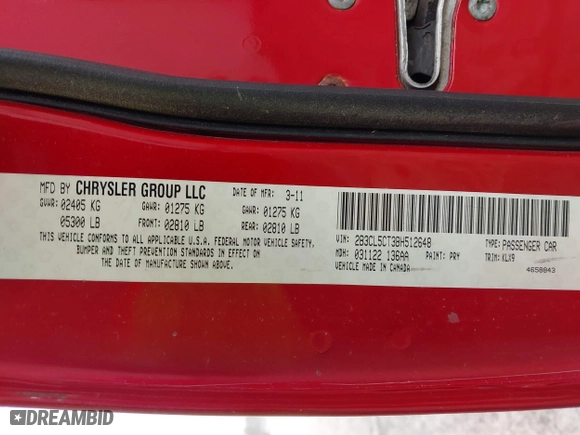 MFD BY CHRYSLER GROUP LLC DATE OF MFR: 3-11
GVWR: 02405 KG GAWR: 01275 KG GAWR: 01275 KG
05300 LB FRONT: 02810 LB REAR: 02810 LB
THIS VEHICLE CONFORMS TO ALL APPLICABLE U.S.A. FEDERAL MOTOR VEHICLE SAFETY,
BUMPER AND THEFT PREVENTION STANDARDS IN EFFECT ON
THE DATE OF MANUFACTURE SHOWN ABOVE.
VIN: 2B3CL5CT3BH512648 TYPE: PASSENGER CAR
MDH: 031122 136AA PAINT: PRY TRIM: KLX9
VEHICLE MADE IN CANADA 4658043
DREAMBID